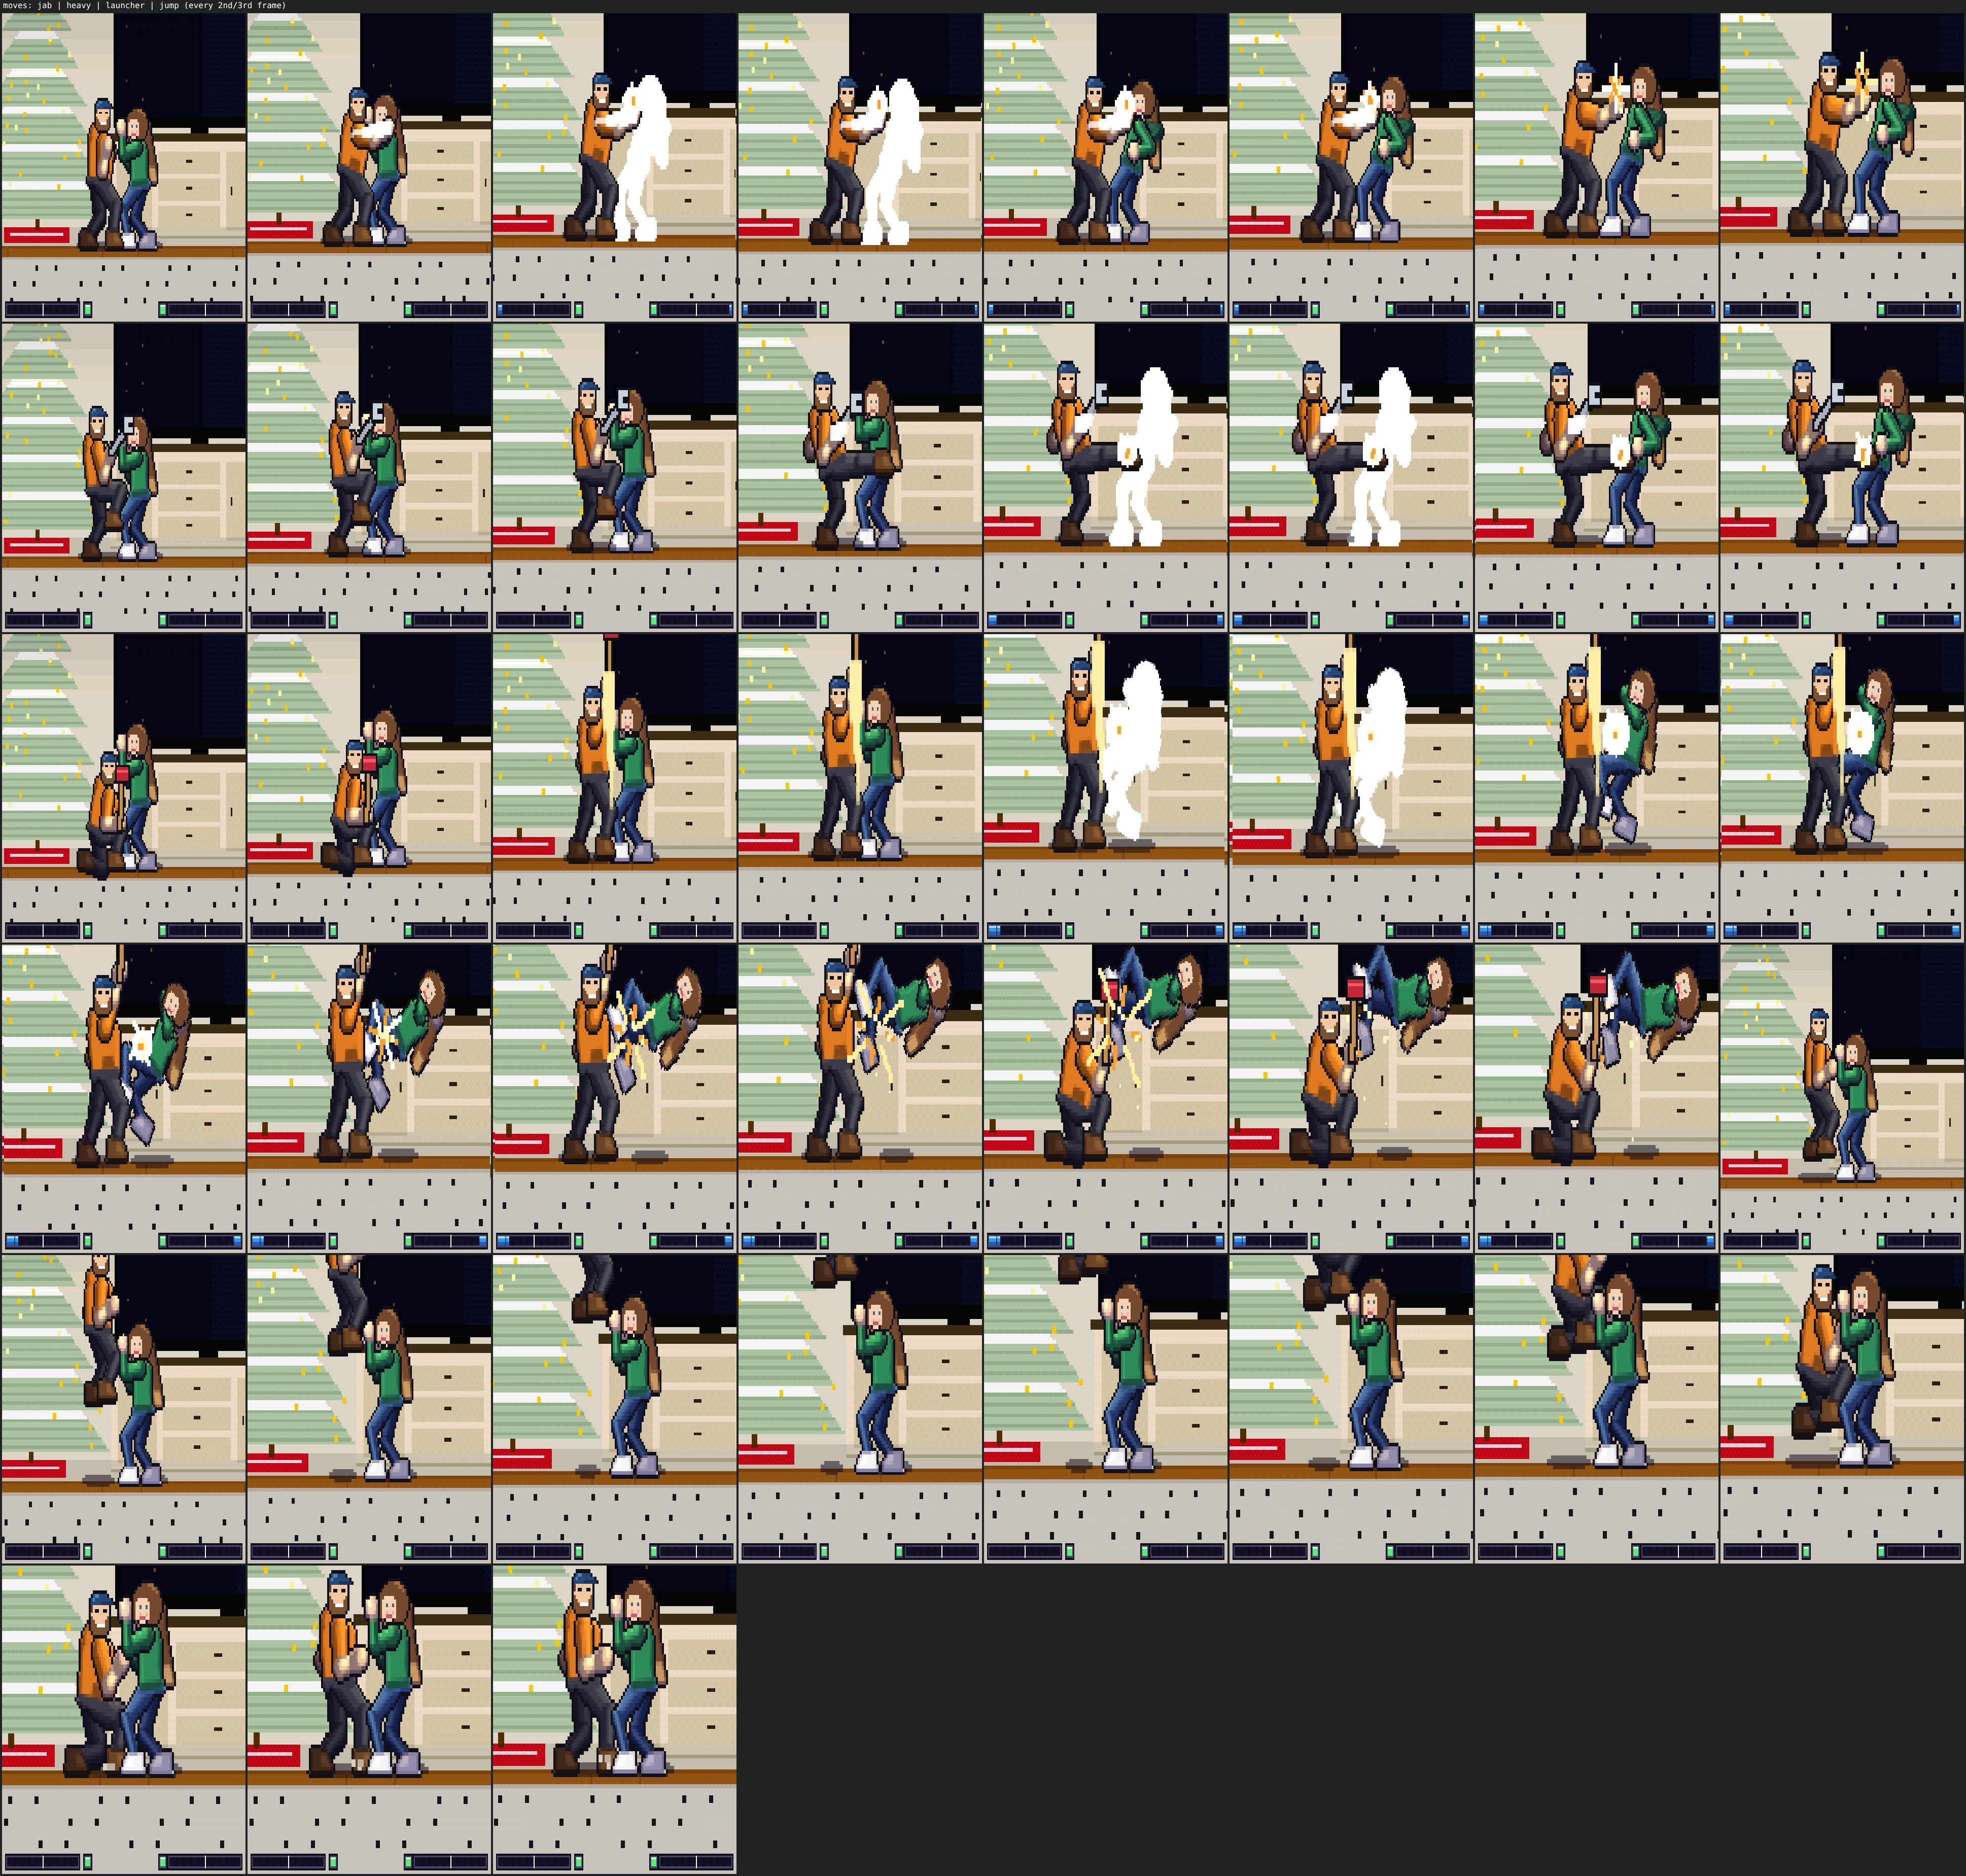 moves: jab | heavy | launcher | jump (every 2nd/3rd frame)